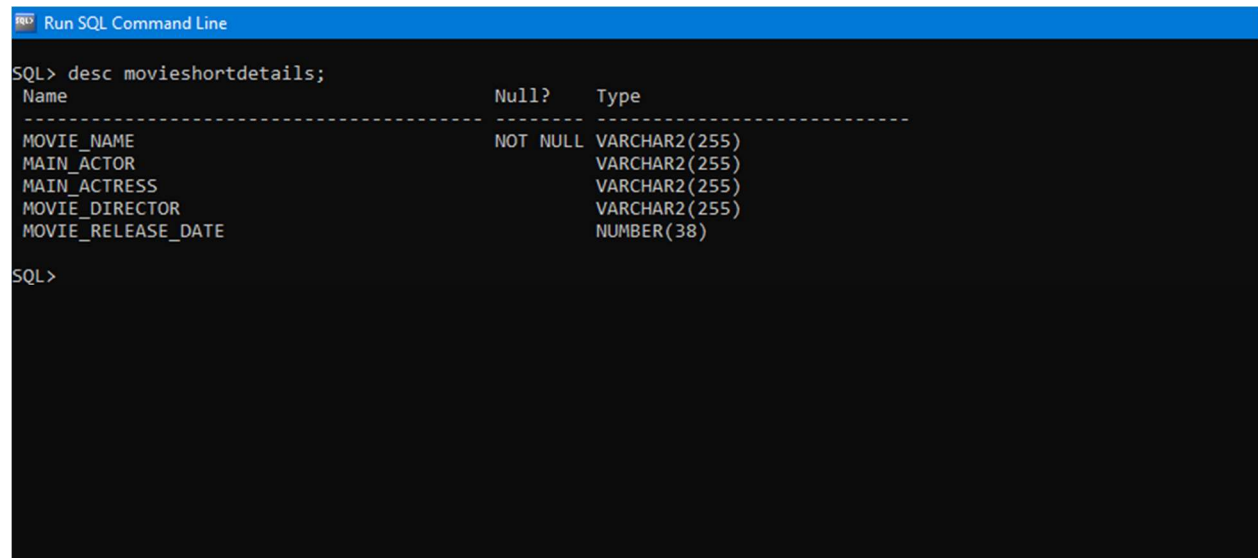 Run SQL Command Line
SQL> desc movieshortdetails;
Name Null? Type
----------------------------------------- -------- ----------------------------
MOVIE_NAME NOT NULL VARCHAR2(255)
MAIN_ACTOR VARCHAR2(255)
MAIN_ACTRESS VARCHAR2(255)
MOVIE_DIRECTOR VARCHAR2(255)
MOVIE_RELEASE_DATE NUMBER(38)
SQL>